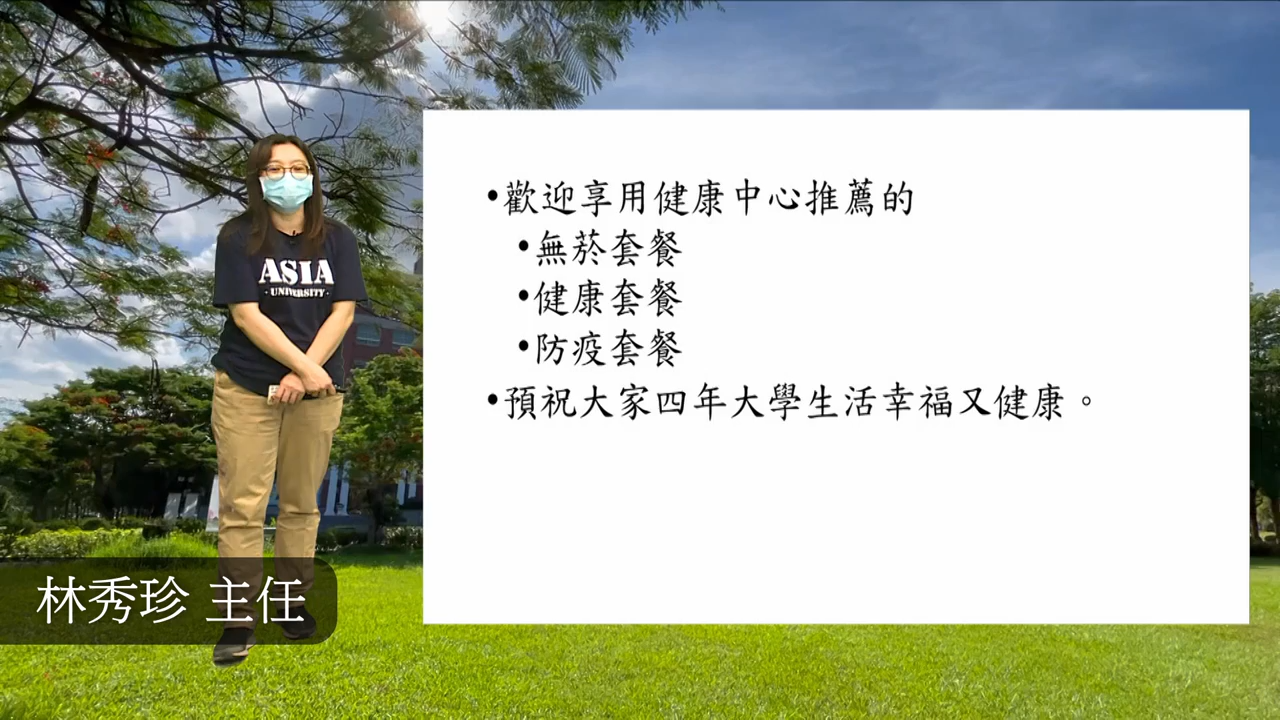 ASIA
·UNIVERSITY·
•歡迎享用健康中心推薦的
•無菸套餐
•健康套餐
•防疫套餐
•預祝大家四年大學生活幸福又健康。
林秀珍 主任